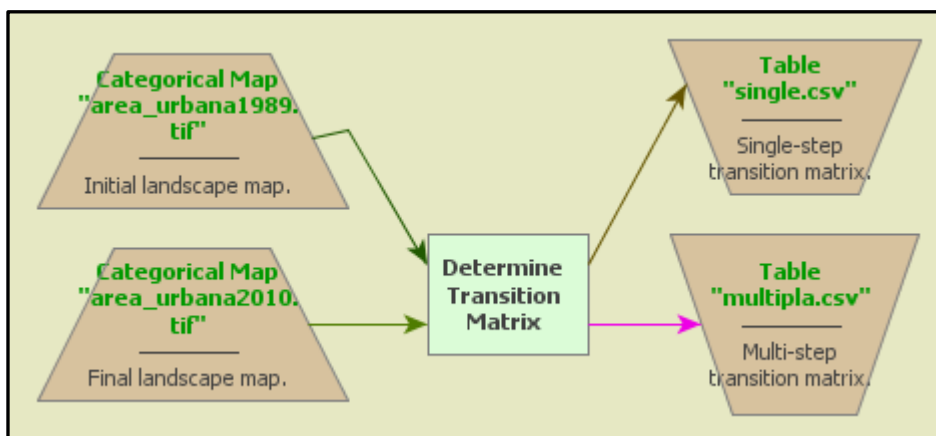 Categorical Map
"area_urbana1989.
tif"
Initial landscape map.
Categorical Map
"area_urbana2010.
tif"
Final landscape map.
Determine
Transition
Matrix
Table
"single.csv"
Single-step
transition matrix.
Table
"multipla.csv"
Multi-step
transition matrix.